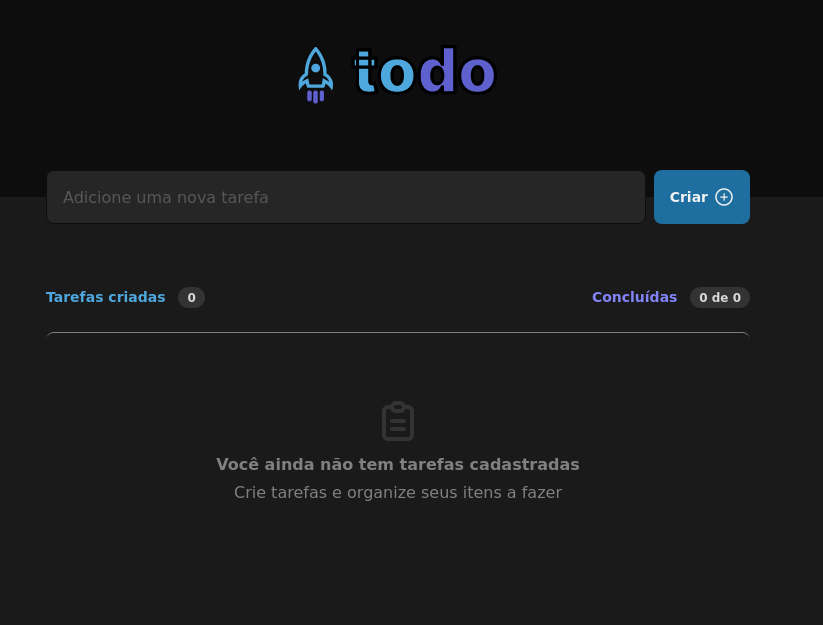 todo
Adicione uma nova tarefa
Criar
Tarefas criadas 0
Concluídas 0 de 0
Você ainda não tem tarefas cadastradas
Crie tarefas e organize seus itens a fazer